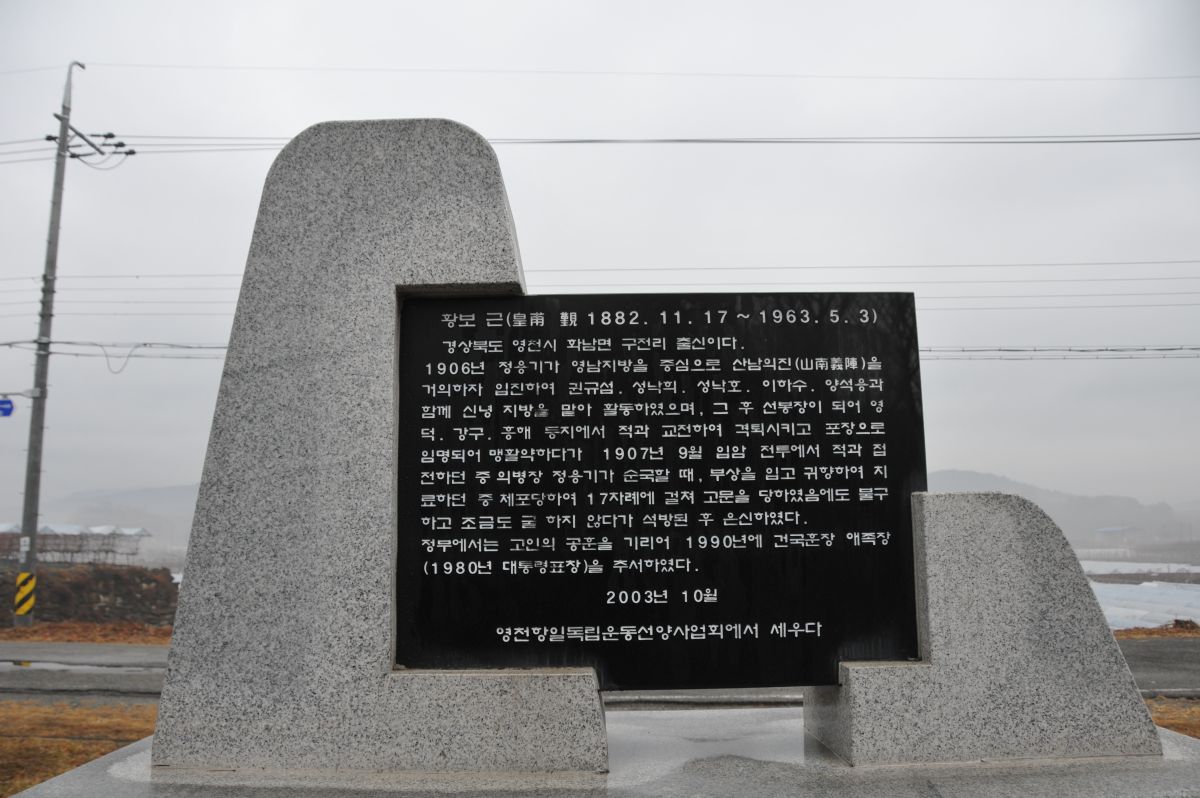 황보 근(皇甫 覲 1882. 11. 17 ~ 1963. 5. 3)
경상북도 영천시 화남면 구전리 출신이다.
1906년 정용기가 영남지방을 중심으로 산남의진(山南義陣)을
거의하자 입진하여 권규섭. 성낙희. 성낙호. 이하수. 양석용과
함께 신녕 지방을 맡아 활동하였으며, 그 후 선봉장이 되어 영
덕. 강구. 흥해 등지에서 적과 교전하여 격퇴시키고 포장으로
임명되어 맹활약하다가 1907년 9월 입암 전투에서 적과 접
전하던 중 의병장 정용기가 순국할 때, 부상을 입고 귀향하여 치
료하던 중 체포당하여 17차례에 걸쳐 고문을 당하였음에도 불구
하고 조금도 굴 하지 않다가 석방된 후 은신하였다.
정부에서는 고인의 공훈을 기리어 1990년에 건국훈장 애족장
(1980년 대통령표창)을 추서하였다.
2003년 10월
영천항일독립운동선양사업회에서 세우다